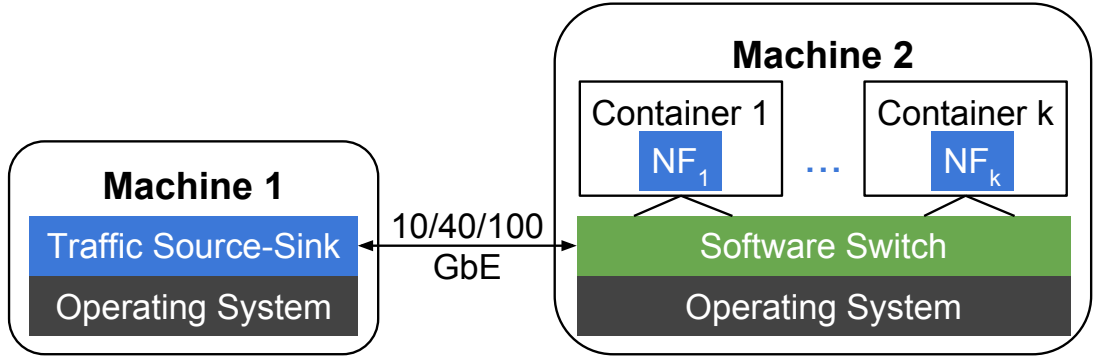 Machine 1
Traffic Source-Sink
Operating System
10/40/100
GbE
Machine 2
Container 1
NF1
...
Container k
NFk
Software Switch
Operating System